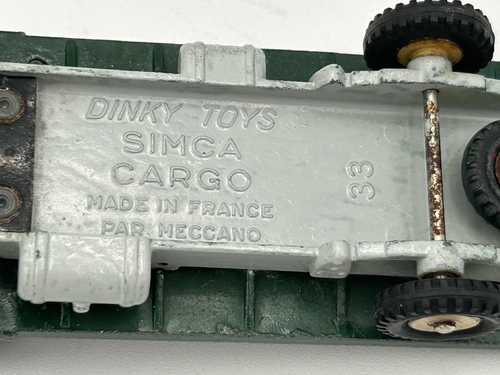 DINKY TOYS
SIMCA
CARGO
MADE IN FRANCE
PAR MECCANO
33